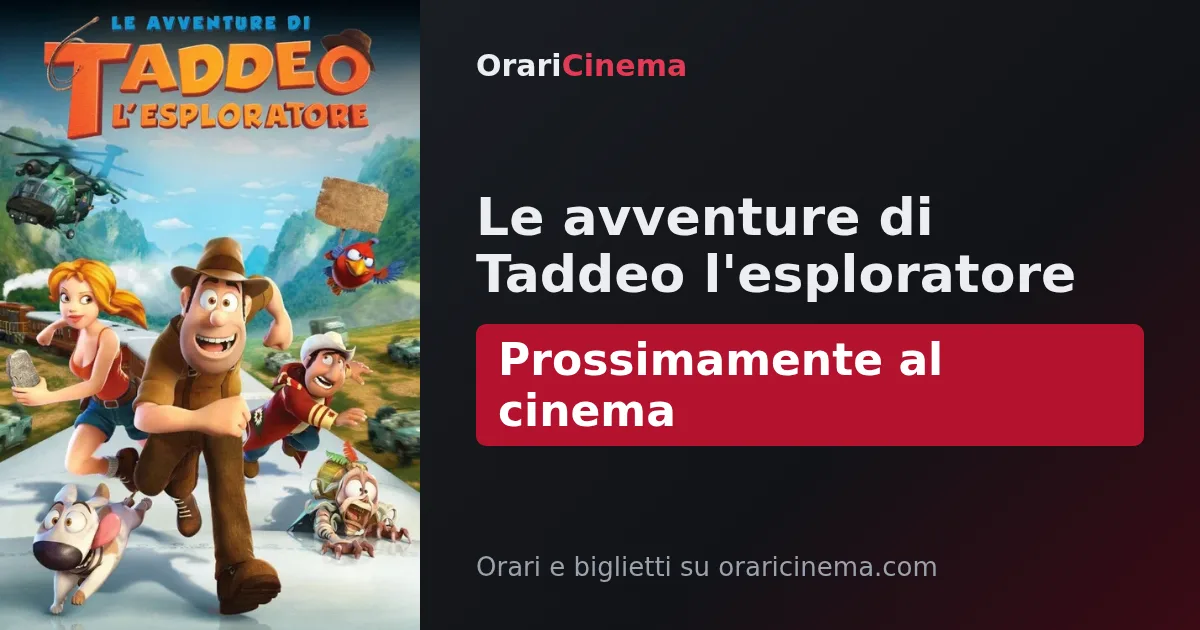 LE AVVENTURE DI
TADDEO
L'ESPLORATORE
OrariCinema
Le avventure di
Taddeo l'esploratore
Prossimamente al
cinema
Orari e biglietti su oraricinema.com